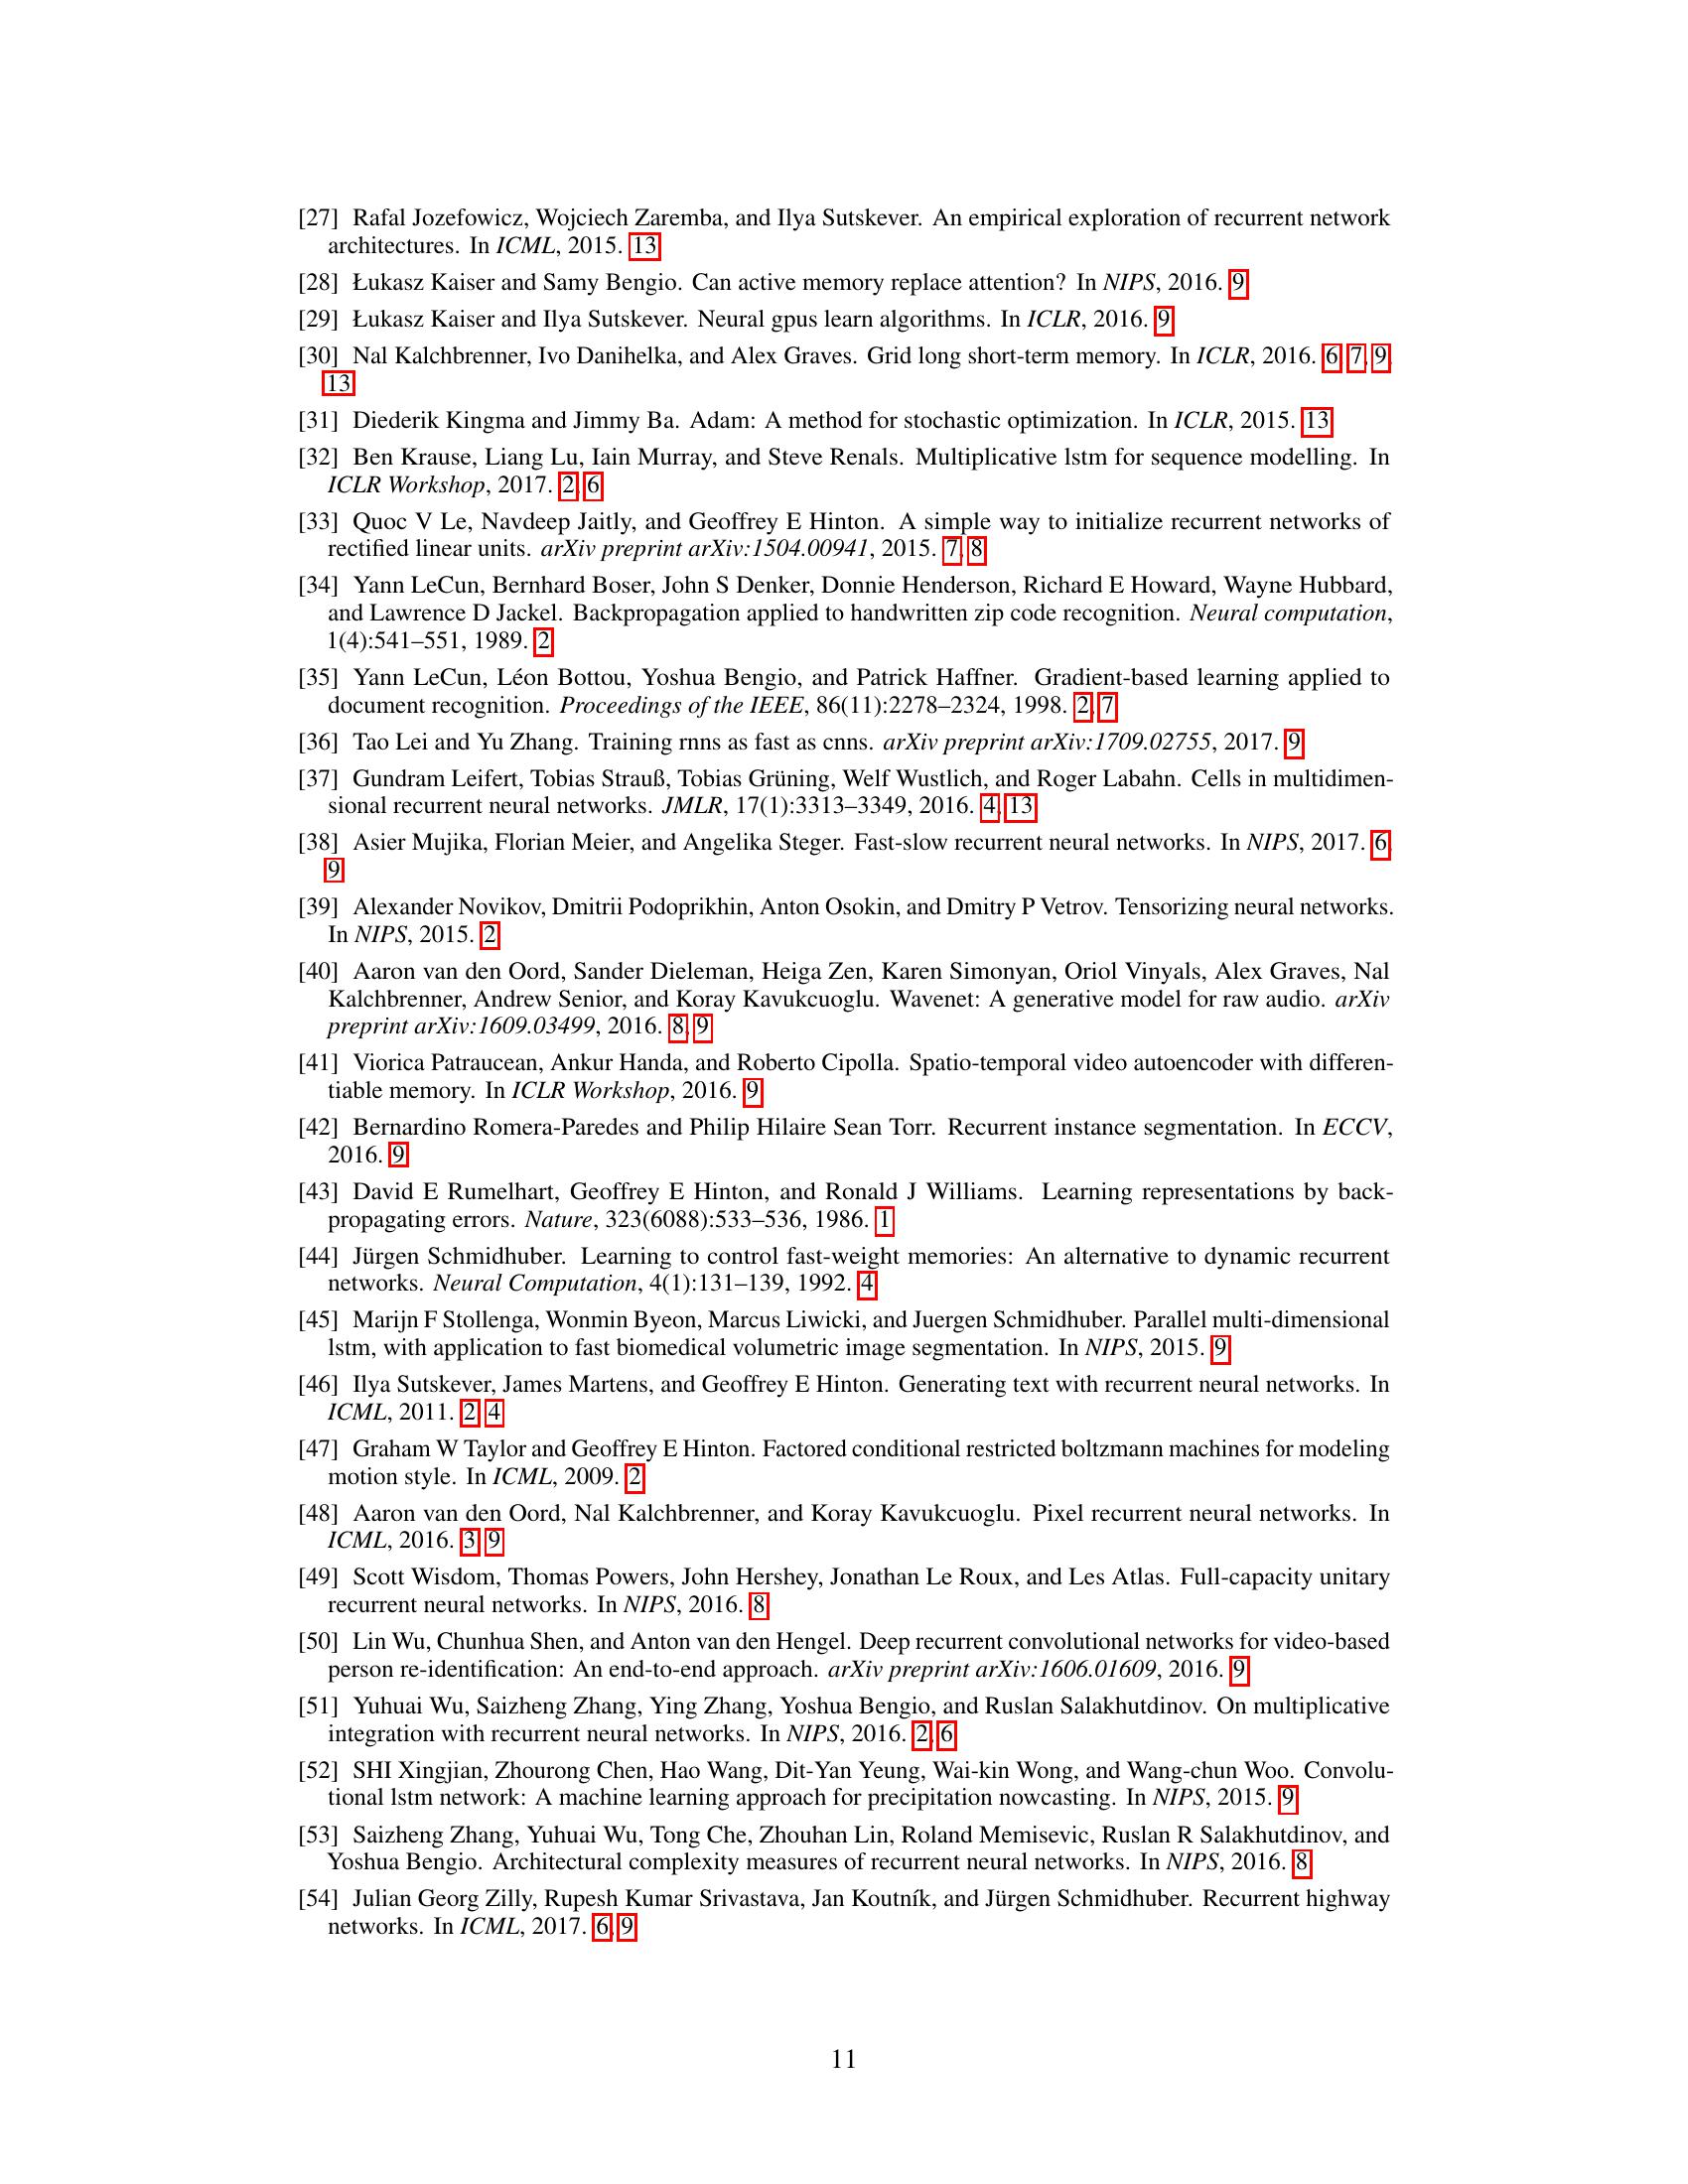 [27] Rafal Jozefowicz, Wojciech Zaremba, and Ilya Sutskever. An empirical exploration of recurrent network
architectures. In ICML, 2015. 13
[28] Łukasz Kaiser and Samy Bengio. Can active memory replace attention? In NIPS, 2016. 9
[29] Łukasz Kaiser and Ilya Sutskever. Neural gpus learn algorithms. In ICLR, 2016. 9
[30] Nal Kalchbrenner, Ivo Danihelka, and Alex Graves. Grid long short-term memory. In ICLR, 2016. 6, 7, 9,
13
[31] Diederik Kingma and Jimmy Ba. Adam: A method for stochastic optimization. In ICLR, 2015. 13
[32] Ben Krause, Liang Lu, Iain Murray, and Steve Renals. Multiplicative lstm for sequence modelling. In
ICLR Workshop, 2017. 2, 6
[33] Quoc V Le, Navdeep Jaitly, and Geoffrey E Hinton. A simple way to initialize recurrent networks of
rectified linear units. arXiv preprint arXiv:1504.00941, 2015. 7, 8
[34] Yann LeCun, Bernhard Boser, John S Denker, Donnie Henderson, Richard E Howard, Wayne Hubbard,
and Lawrence D Jackel. Backpropagation applied to handwritten zip code recognition. Neural computation,
1(4):541–551, 1989. 2
[35] Yann LeCun, Léon Bottou, Yoshua Bengio, and Patrick Haffner. Gradient-based learning applied to
document recognition. Proceedings of the IEEE, 86(11):2278–2324, 1998. 2, 7
[36] Tao Lei and Yu Zhang. Training rnns as fast as cnns. arXiv preprint arXiv:1709.02755, 2017. 9
[37] Gundram Leifert, Tobias Strauß, Tobias Grüning, Welf Wustlich, and Roger Labahn. Cells in multidimen-
sional recurrent neural networks. JMLR, 17(1):3313–3349, 2016. 4, 13
[38] Asier Mujika, Florian Meier, and Angelika Steger. Fast-slow recurrent neural networks. In NIPS, 2017. 6,
9
[39] Alexander Novikov, Dmitrii Podoprikhin, Anton Osokin, and Dmitry P Vetrov. Tensorizing neural networks.
In NIPS, 2015. 2
[40] Aaron van den Oord, Sander Dieleman, Heiga Zen, Karen Simonyan, Oriol Vinyals, Alex Graves, Nal
Kalchbrenner, Andrew Senior, and Koray Kavukcuoglu. Wavenet: A generative model for raw audio. arXiv
preprint arXiv:1609.03499, 2016. 8, 9
[41] Viorica Patraucean, Ankur Handa, and Roberto Cipolla. Spatio-temporal video autoencoder with differen-
tiable memory. In ICLR Workshop, 2016. 9
[42] Bernardino Romera-Paredes and Philip Hilaire Sean Torr. Recurrent instance segmentation. In ECCV,
2016. 9
[43] David E Rumelhart, Geoffrey E Hinton, and Ronald J Williams. Learning representations by back-
propagating errors. Nature, 323(6088):533–536, 1986. 1
[44] Jürgen Schmidhuber. Learning to control fast-weight memories: An alternative to dynamic recurrent
networks. Neural Computation, 4(1):131–139, 1992. 4
[45] Marijn F Stollenga, Wonmin Byeon, Marcus Liwicki, and Juergen Schmidhuber. Parallel multi-dimensional
lstm, with application to fast biomedical volumetric image segmentation. In NIPS, 2015. 9
[46] Ilya Sutskever, James Martens, and Geoffrey E Hinton. Generating text with recurrent neural networks. In
ICML, 2011. 2, 4
[47] Graham W Taylor and Geoffrey E Hinton. Factored conditional restricted boltzmann machines for modeling
motion style. In ICML, 2009. 2
[48] Aaron van den Oord, Nal Kalchbrenner, and Koray Kavukcuoglu. Pixel recurrent neural networks. In
ICML, 2016. 3, 9
[49] Scott Wisdom, Thomas Powers, John Hershey, Jonathan Le Roux, and Les Atlas. Full-capacity unitary
recurrent neural networks. In NIPS, 2016. 8
[50] Lin Wu, Chunhua Shen, and Anton van den Hengel. Deep recurrent convolutional networks for video-based
person re-identification: An end-to-end approach. arXiv preprint arXiv:1606.01609, 2016. 9
[51] Yuhuai Wu, Saizheng Zhang, Ying Zhang, Yoshua Bengio, and Ruslan Salakhutdinov. On multiplicative
integration with recurrent neural networks. In NIPS, 2016. 2, 6
[52] SHI Xingjian, Zhourong Chen, Hao Wang, Dit-Yan Yeung, Wai-kin Wong, and Wang-chun Woo. Convolu-
tional lstm network: A machine learning approach for precipitation nowcasting. In NIPS, 2015. 9
[53] Saizheng Zhang, Yuhuai Wu, Tong Che, Zhouhan Lin, Roland Memisevic, Ruslan R Salakhutdinov, and
Yoshua Bengio. Architectural complexity measures of recurrent neural networks. In NIPS, 2016. 8
[54] Julian Georg Zilly, Rupesh Kumar Srivastava, Jan Koutník, and Jürgen Schmidhuber. Recurrent highway
networks. In ICML, 2017. 6, 9
11